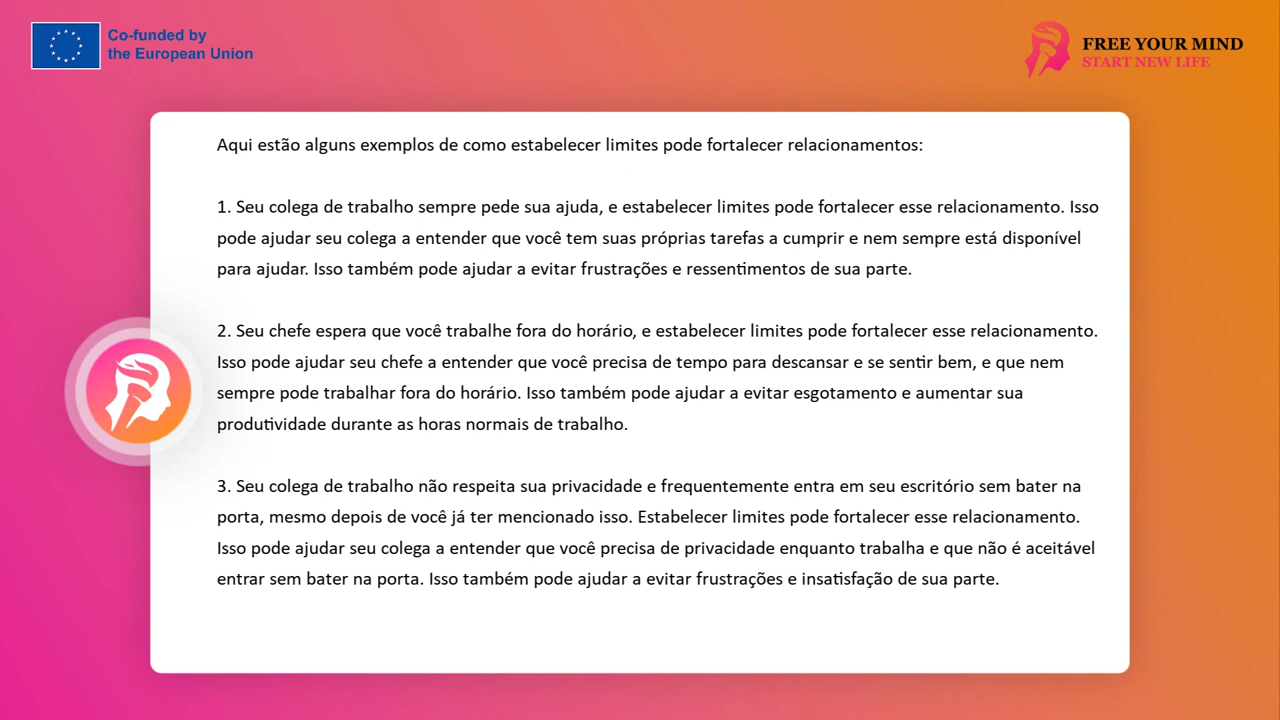 Co-funded by
the European Union
FREE YOUR MIND
START NEW LIFE
Aqui estão alguns exemplos de como estabelecer limites pode fortalecer relacionamentos:
1. Seu colega de trabalho sempre pede sua ajuda, e estabelecer limites pode fortalecer esse relacionamento. Isso
pode ajudar seu colega a entender que você tem suas próprias tarefas a cumprir e nem sempre está disponível
para ajudar. Isso também pode ajudar a evitar frustrações e ressentimentos de sua parte.
2. Seu chefe espera que você trabalhe fora do horário, e estabelecer limites pode fortalecer esse relacionamento.
Isso pode ajudar seu chefe a entender que você precisa de tempo para descansar e se sentir bem, e que nem
sempre pode trabalhar fora do horário. Isso também pode ajudar a evitar esgotamento e aumentar sua
produtividade durante as horas normais de trabalho.
3. Seu colega de trabalho não respeita sua privacidade e frequentemente entra em seu escritório sem bater na
porta, mesmo depois de você já ter mencionado isso. Estabelecer limites pode fortalecer esse relacionamento.
Isso pode ajudar seu colega a entender que você precisa de privacidade enquanto trabalha e que não é aceitável
entrar sem bater na porta. Isso também pode ajudar a evitar frustrações e insatisfação de sua parte.